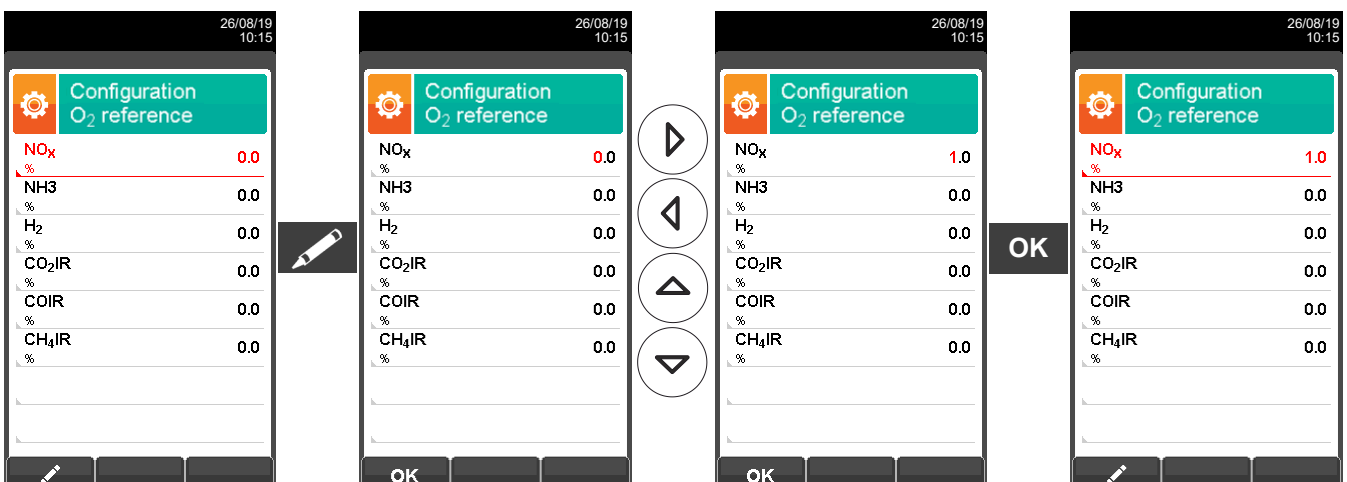 26/08/19
10:15
Configuration
O₂ reference
NOx
%
0.0
NH3
%
0.0
H₂
%
0.0
CO₂IR
%
0.0
COIR
%
0.0
CH₄IR
%
0.0
26/08/19
10:15
Configuration
O₂ reference
NOx
%
0.0
NH3
%
0.0
H₂
%
0.0
CO₂IR
%
0.0
COIR
%
0.0
CH₄IR
%
0.0
OK
26/08/19
10:15
Configuration
O₂ reference
NOx
%
1.0
NH3
%
0.0
H₂
%
0.0
CO₂IR
%
0.0
COIR
%
0.0
CH₄IR
%
0.0
OK
OK
26/08/19
10:15
Configuration
O₂ reference
NOx
%
1.0
NH3
%
0.0
H₂
%
0.0
CO₂IR
%
0.0
COIR
%
0.0
CH₄IR
%
0.0